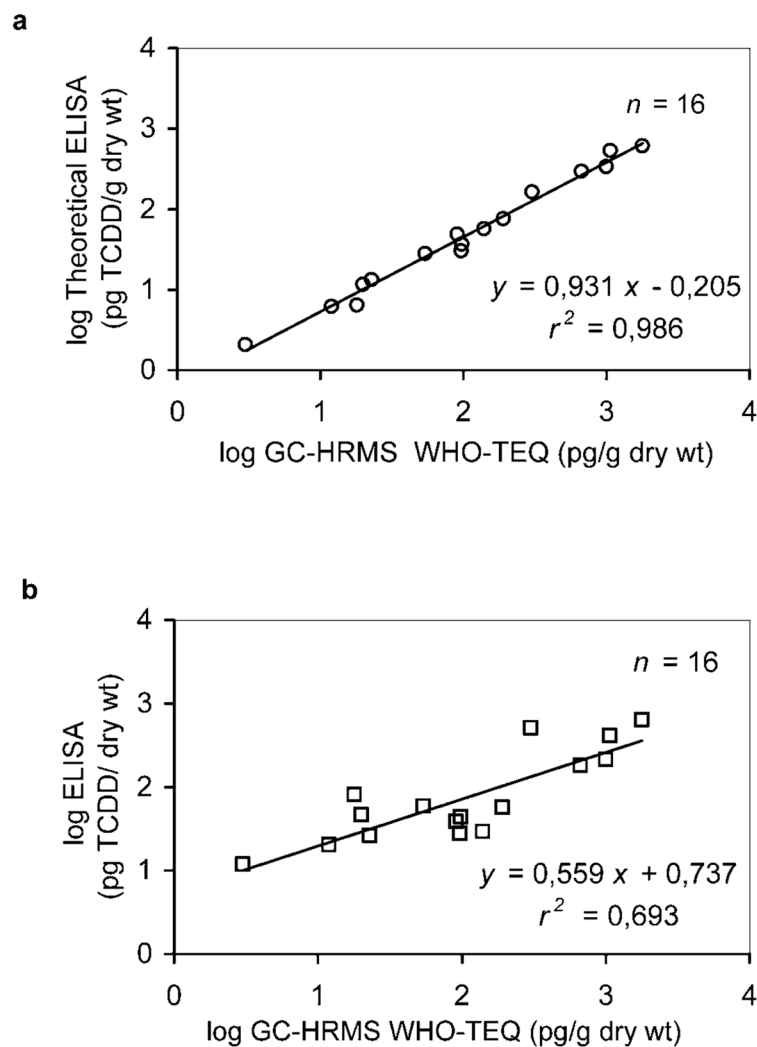 a
log Theoretical ELISA
(pg TCDD/g dry wt)
4
3
2
1
0
n = 16
y = 0,931 x - 0,205
r² = 0,986
0 1 2 3 4
log GC-HRMS WHO-TEQ (pg/g dry wt)
b
log ELISA
(pg TCDD/ dry wt)
4
3
2
1
0
n = 16
y = 0,559 x + 0,737
r² = 0,693
0 1 2 3 4
log GC-HRMS WHO-TEQ (pg/g dry wt)